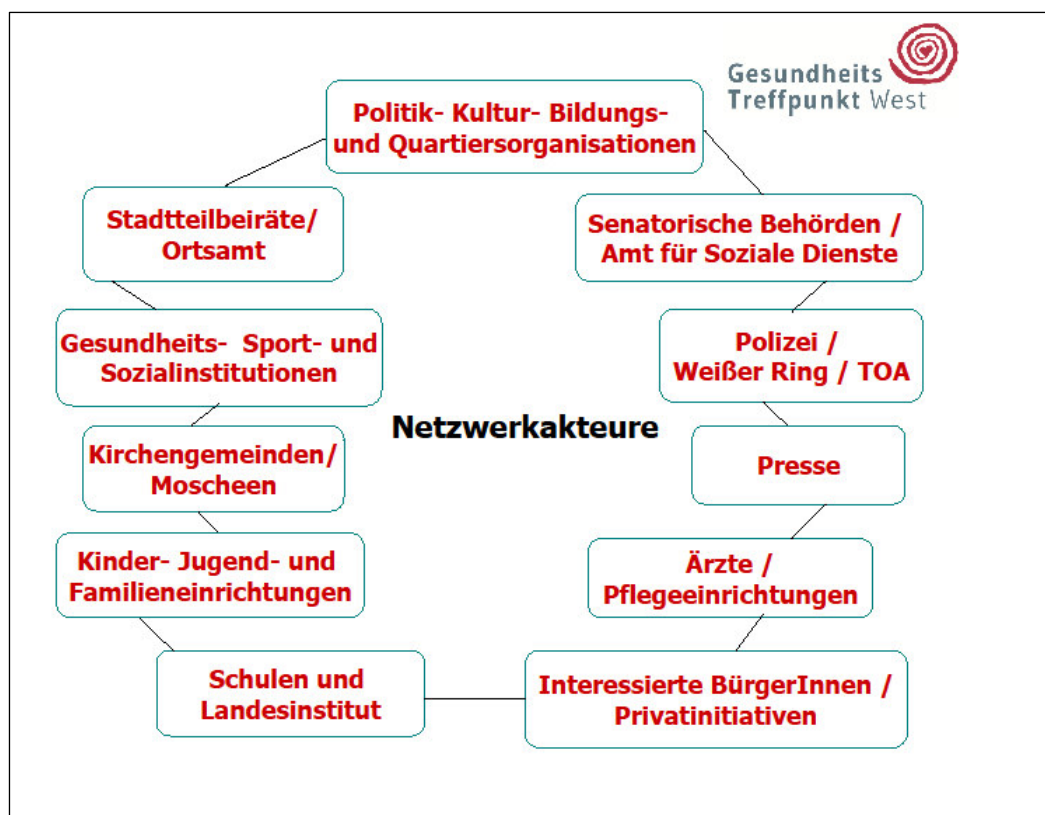 Gesundheits
Treffpunkt West
Politik- Kultur- Bildungs-
und Quartiersorganisationen
Stadtteilbeiräte/
Ortsamt
Senatorische Behörden /
Amt für Soziale Dienste
Gesundheits- Sport- und
Sozialinstitutionen
Polizei /
Weißer Ring / TOA
Netzwerkakteure
Kirchengemeinden/
Moscheen
Presse
Kinder- Jugend- und
Familieneinrichtungen
Ärzte /
Pflegeeinrichtungen
Schulen und
Landesinstitut
Interessierte BürgerInnen /
Privatinitiativen